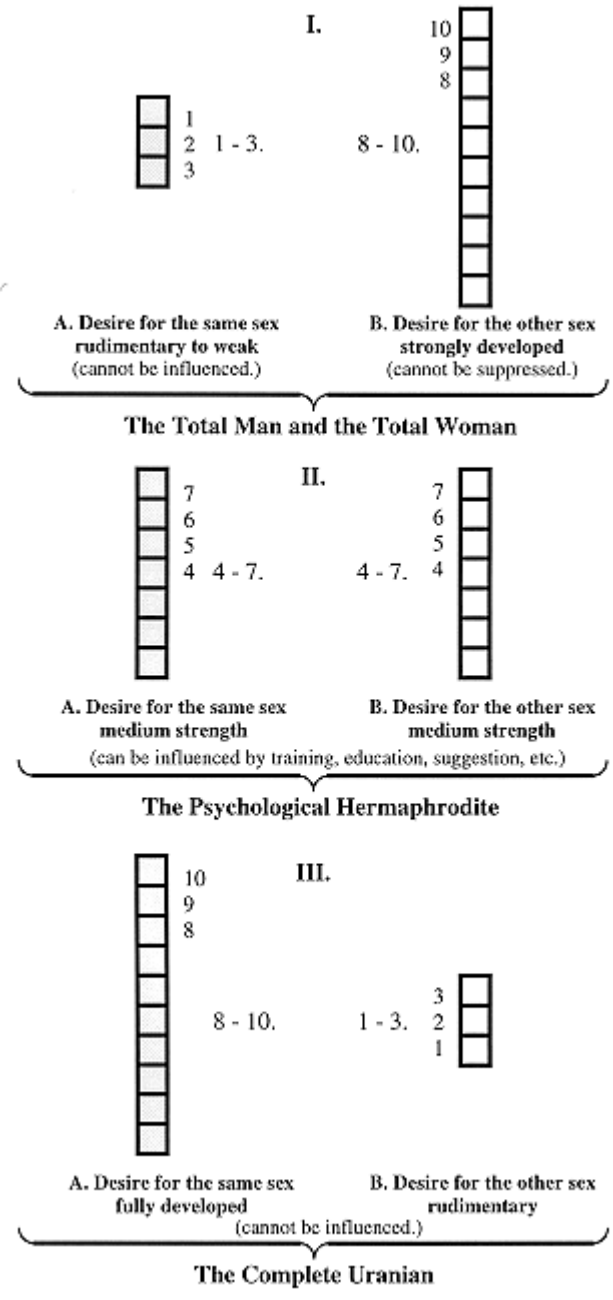 I.
10
9
8
1
2 1 - 3. 8 - 10.
3
A. Desire for the same sex
rudimentary to weak
(cannot be influenced.)
B. Desire for the other sex
strongly developed
(cannot be suppressed.)
The Total Man and the Total Woman
II.
7
6
5
4 4 - 7.
7
6
5
4 - 7. 4
A. Desire for the same sex
medium strength
B. Desire for the other sex
medium strength
(can be influenced by training, education, suggestion, etc.)
The Psychological Hermaphrodite
III.
10
9
8
8 - 10.
3
1 - 3. 2
1
A. Desire for the same sex
fully developed
B. Desire for the other sex
rudimentary
(cannot be influenced.)
The Complete Uranian